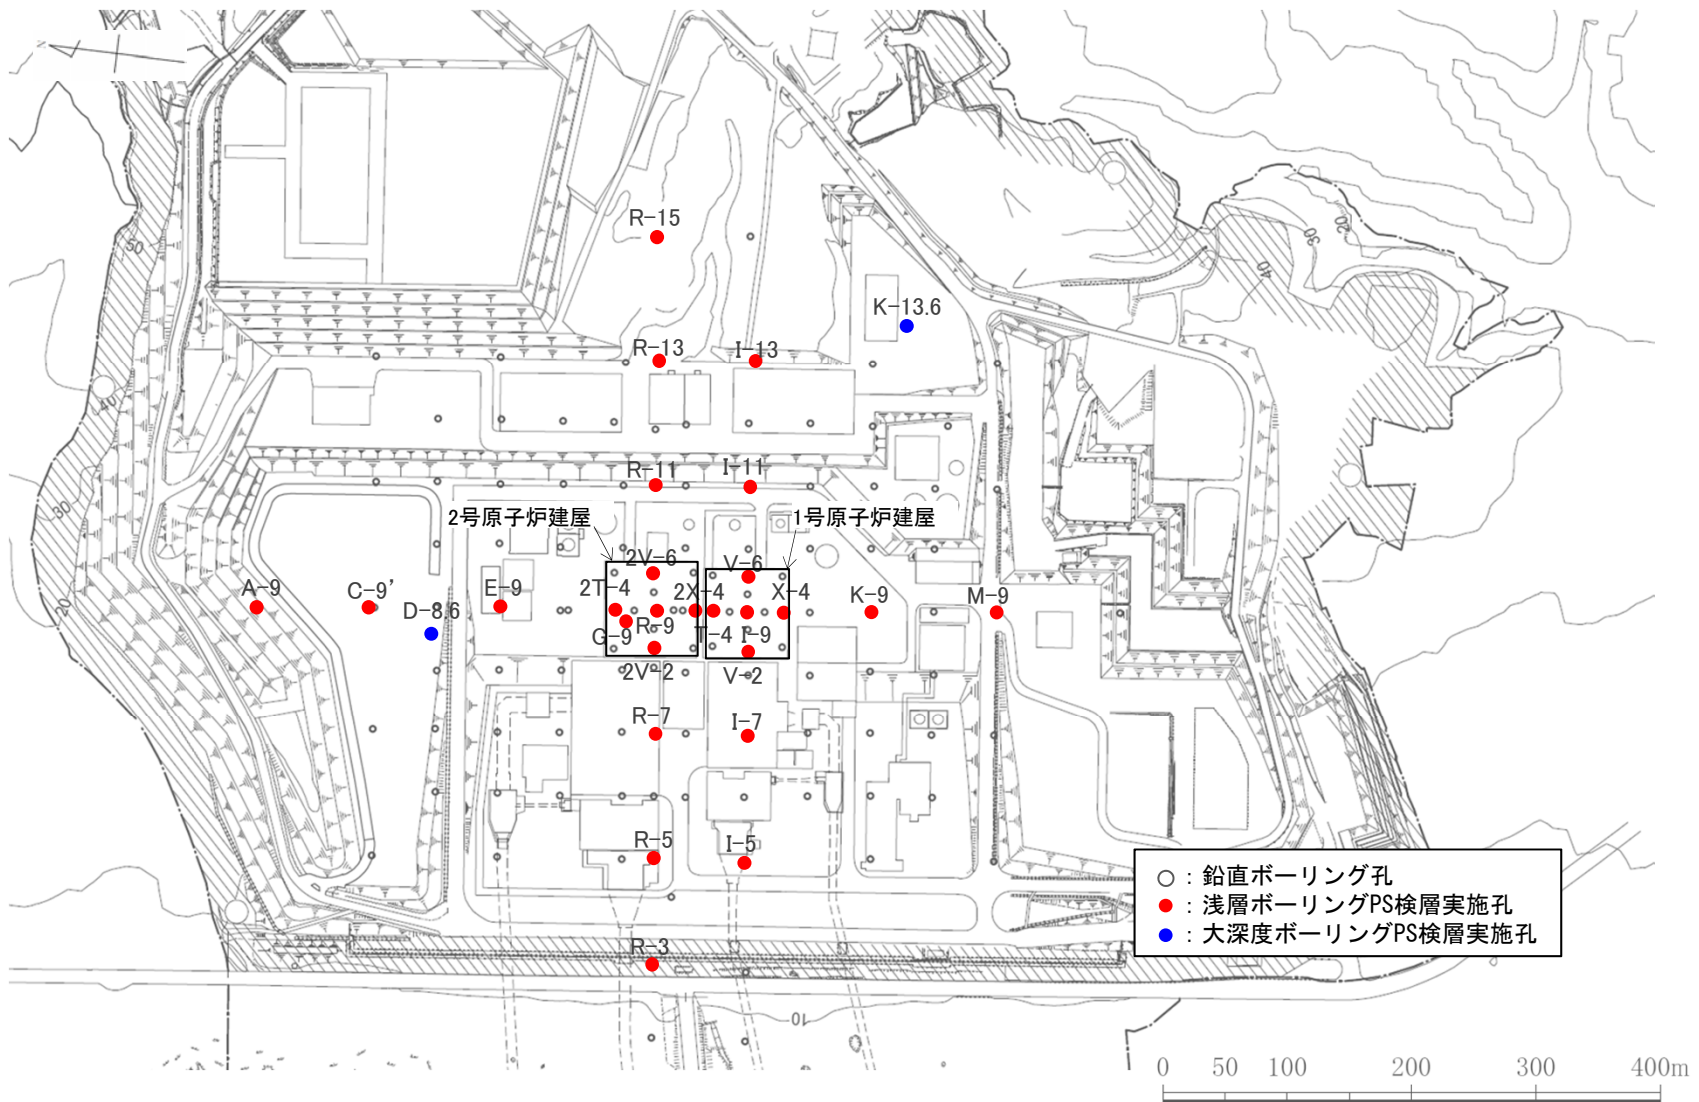 50
40
30
20
R-15
K-13.6
R-13
I-13
30
20
40
R-11
I-11
2号原子炉建屋
1号原子炉建屋
2V-6
V-6
A-9
C-9'
D-8.6
E-9
2T-4
2X-4
X-4
K-9
M-9
G-9
R-9
T-4
I-9
2V-2
V-2
R-7
I-7
R-5
I-5
R-3
10
○ : 鉛直ボーリング孔
● : 浅層ボーリングPS検層実施孔
● : 大深度ボーリングPS検層実施孔
0 50 100 200 300 400m